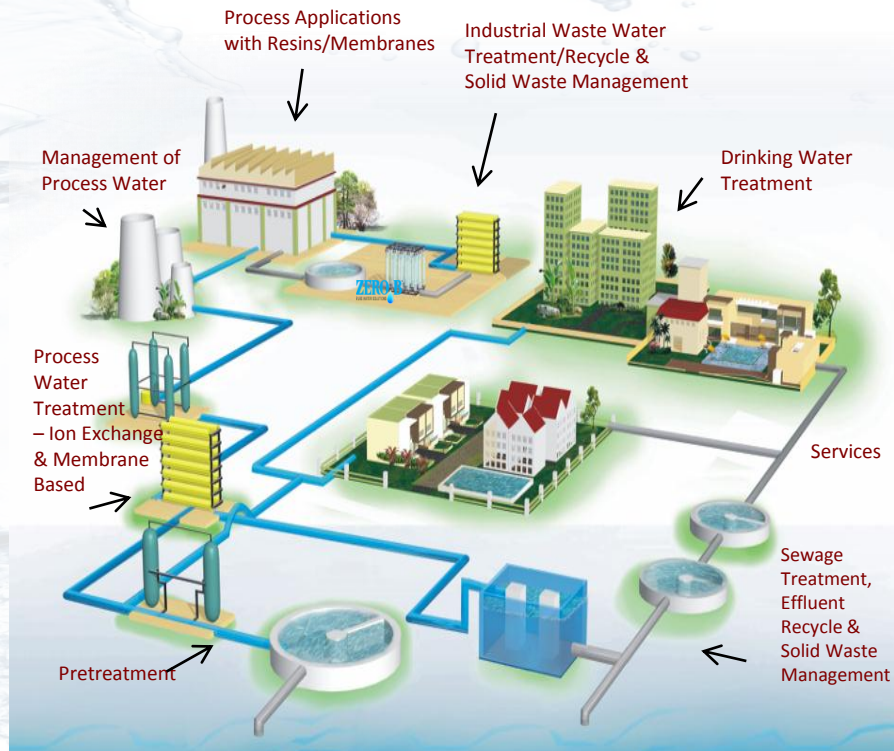 Process Applications
with Resins/Membranes
Industrial Waste Water
Treatment/Recycle &
Solid Waste Management
Management of
Process Water
Drinking Water
Treatment
ZERO B
Process
Water
Treatment
– Ion Exchange
& Membrane
Based
Services
Sewage
Treatment,
Effluent
Recycle &
Solid Waste
Management
Pretreatment